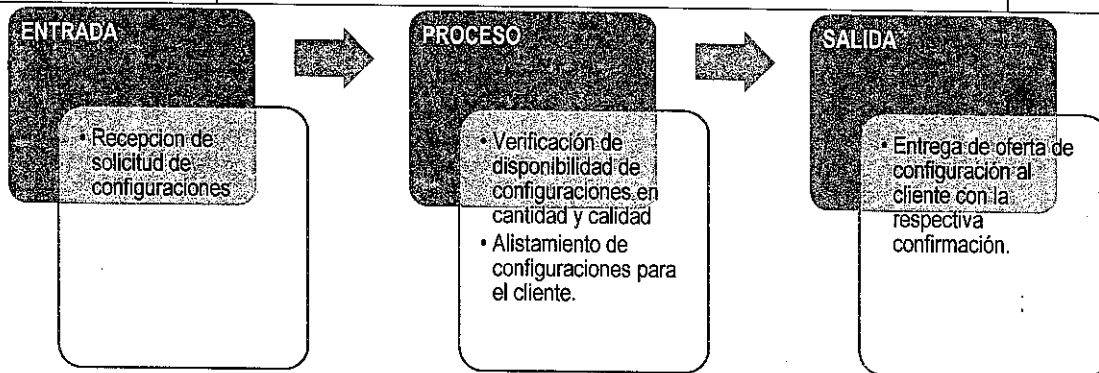 ENTRADA
• Recepcion de
solicitud de
configuraciones
PROCESO
• Verificación de
disponibilidad de
configuraciones en
cantidad y calidad
• Alistamiento de
configuraciones para
el cliente.
SALIDA
• Entrega de oferta de
configuración al
cliente con la
respectiva
confirmación.